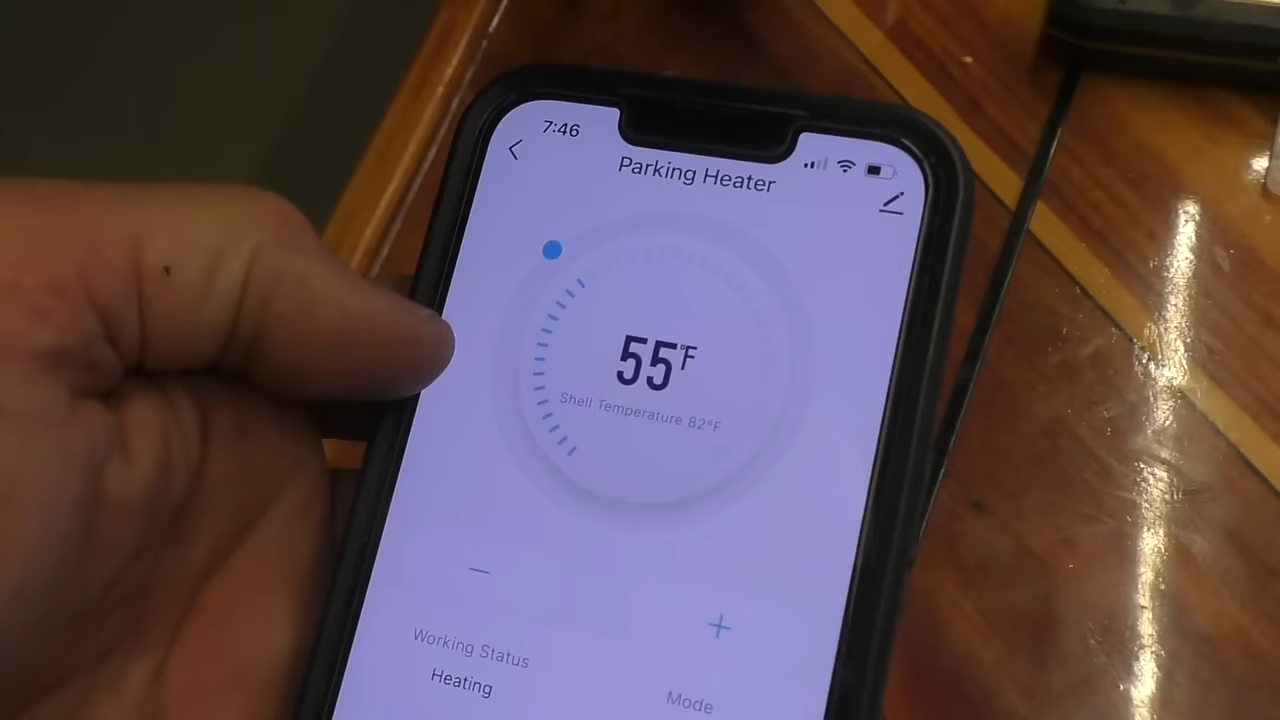 7:46
Parking Heater
55°F
Shell Temperature 82°F
Working Status
Heating
Mode